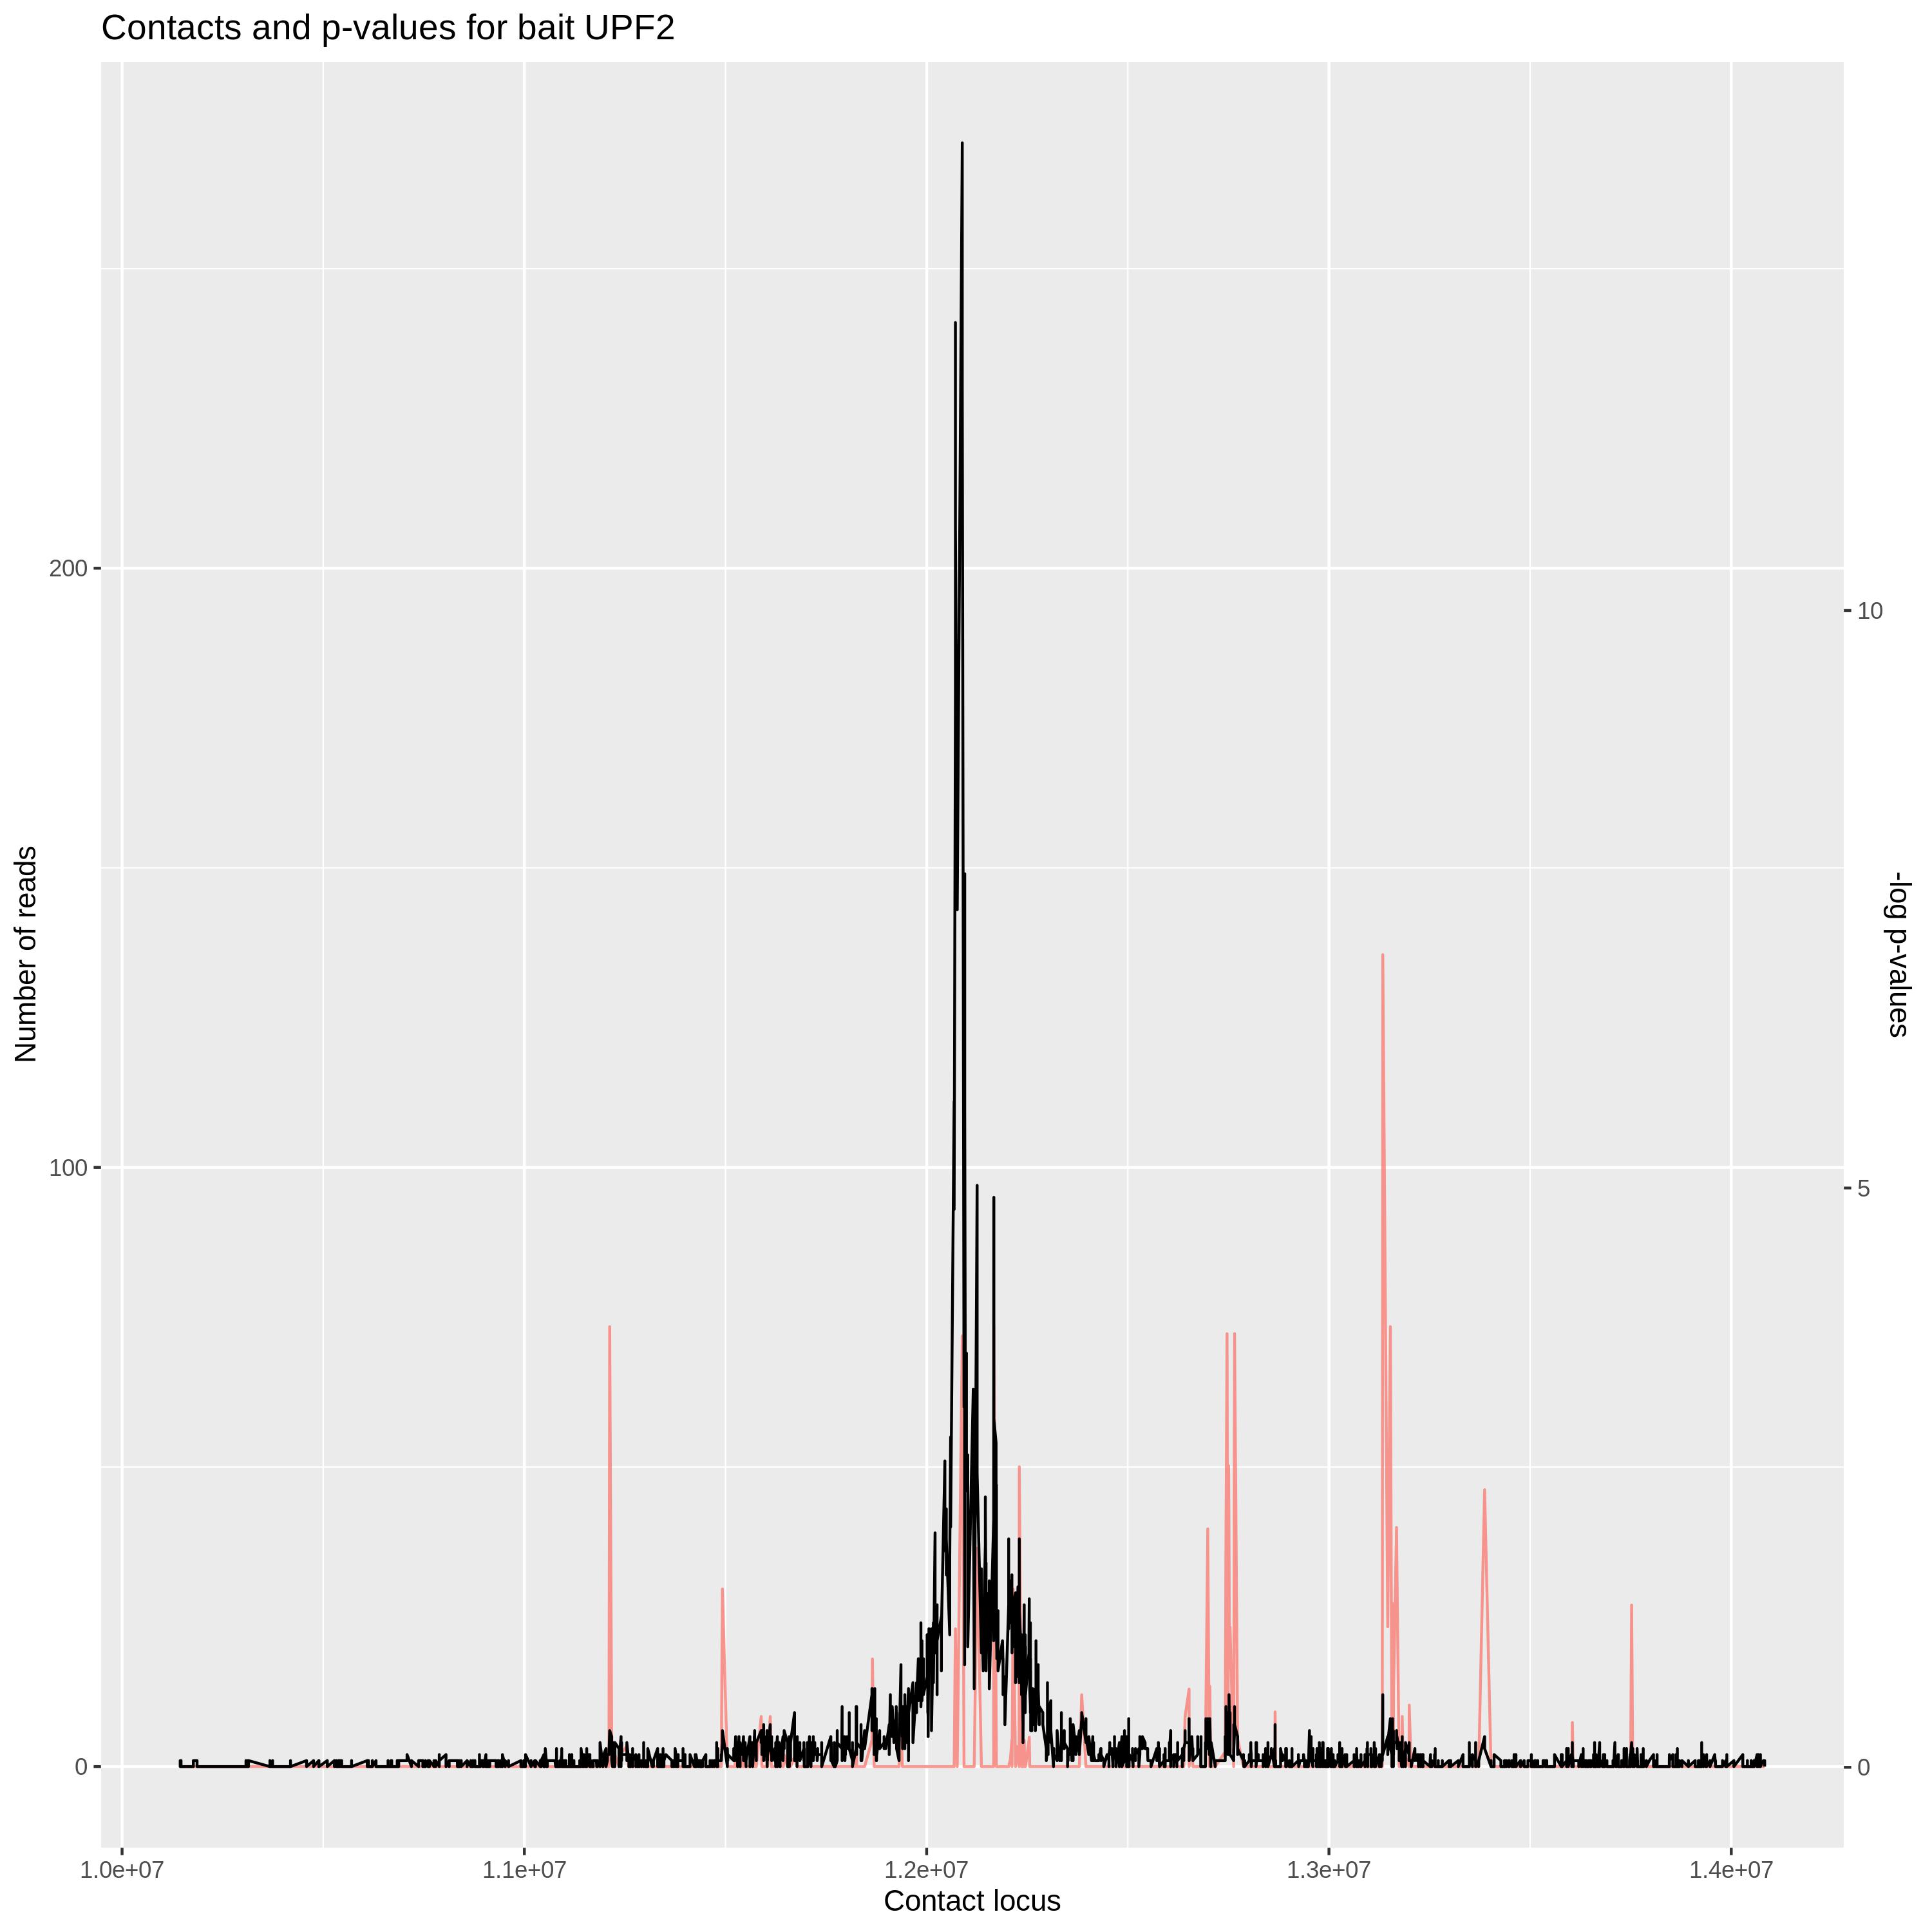 Contacts and p-values for bait UPF2
200
100
0
Number of reads
10
5
0
-log p-values
1.0e+07
1.1e+07
1.2e+07
1.3e+07
1.4e+07
Contact locus